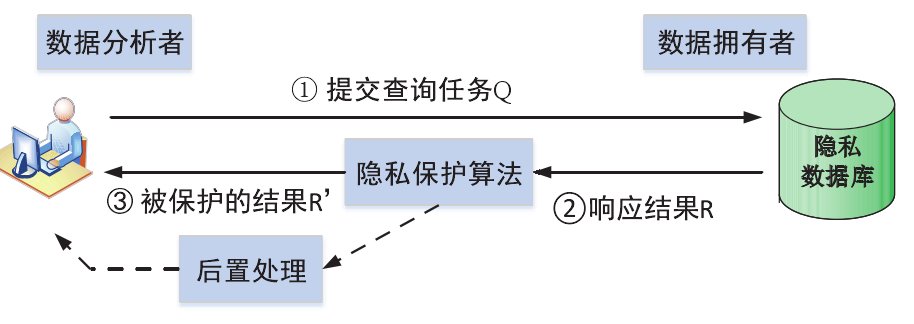 数据分析者
数据拥有者
① 提交查询任务Q
隐私
数据库
隐私保护算法
③ 被保护的结果R’
②响应结果R
后置处理